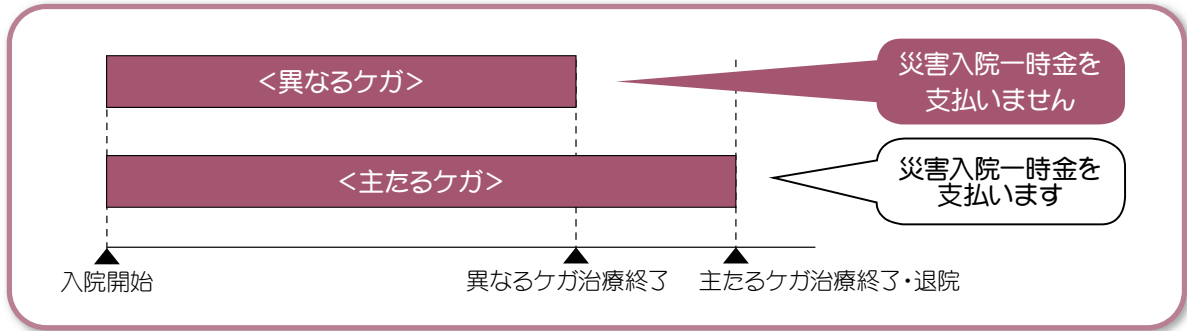 <異なるケガ>
災害入院一時金を
支払いません
<主たるケガ>
災害入院一時金を
支払います
入院開始
異なるケガ治療終了
主たるケガ治療終了・退院